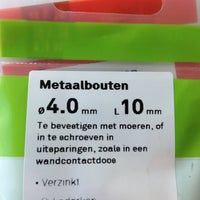 Metaalbouten
ø4.0 mm L10 mm
Te bevestigen met moeren, of
in te schroeven in
uitsparingen, zoals in een
wandcontactdoos
• Verzinkt